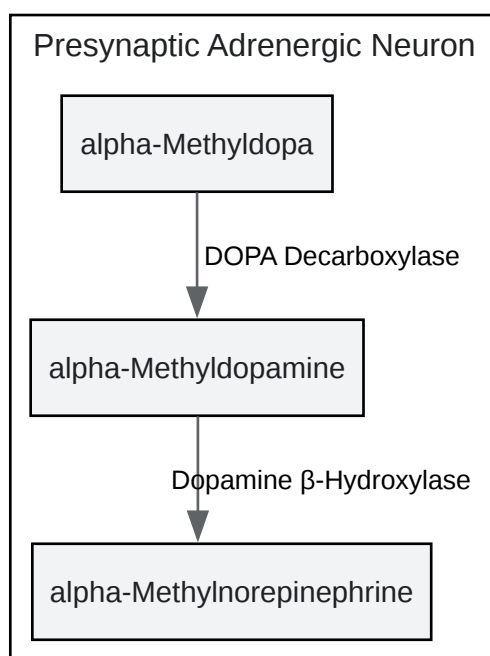 Presynaptic Adrenergic Neuron
alpha-Methyldopa
DOPA Decarboxylase
alpha-Methyldopamine
Dopamine β-Hydroxylase
alpha-Methylnorepinephrine